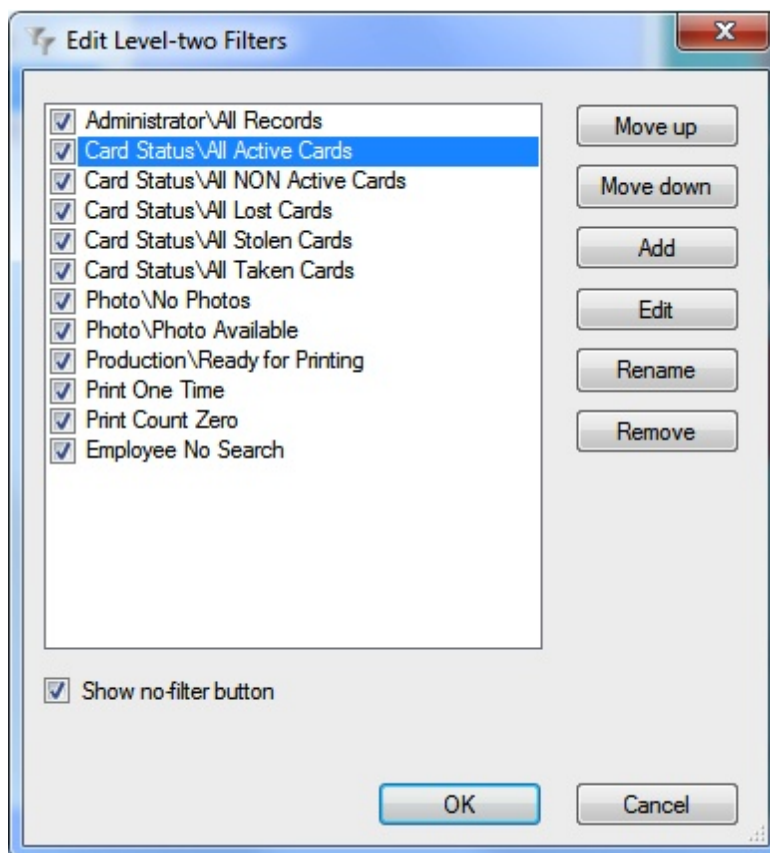 Edit Level-two Filters
Administrator\All Records
Card Status\All Active Cards
Card Status\All NON Active Cards
Card Status\All Lost Cards
Card Status\All Stolen Cards
Card Status\All Taken Cards
Photo\No Photos
Photo\Photo Available
Production\Ready for Printing
Print One Time
Print Count Zero
Employee No Search
Move up
Move down
Add
Edit
Rename
Remove
Show no-filter button
OK
Cancel